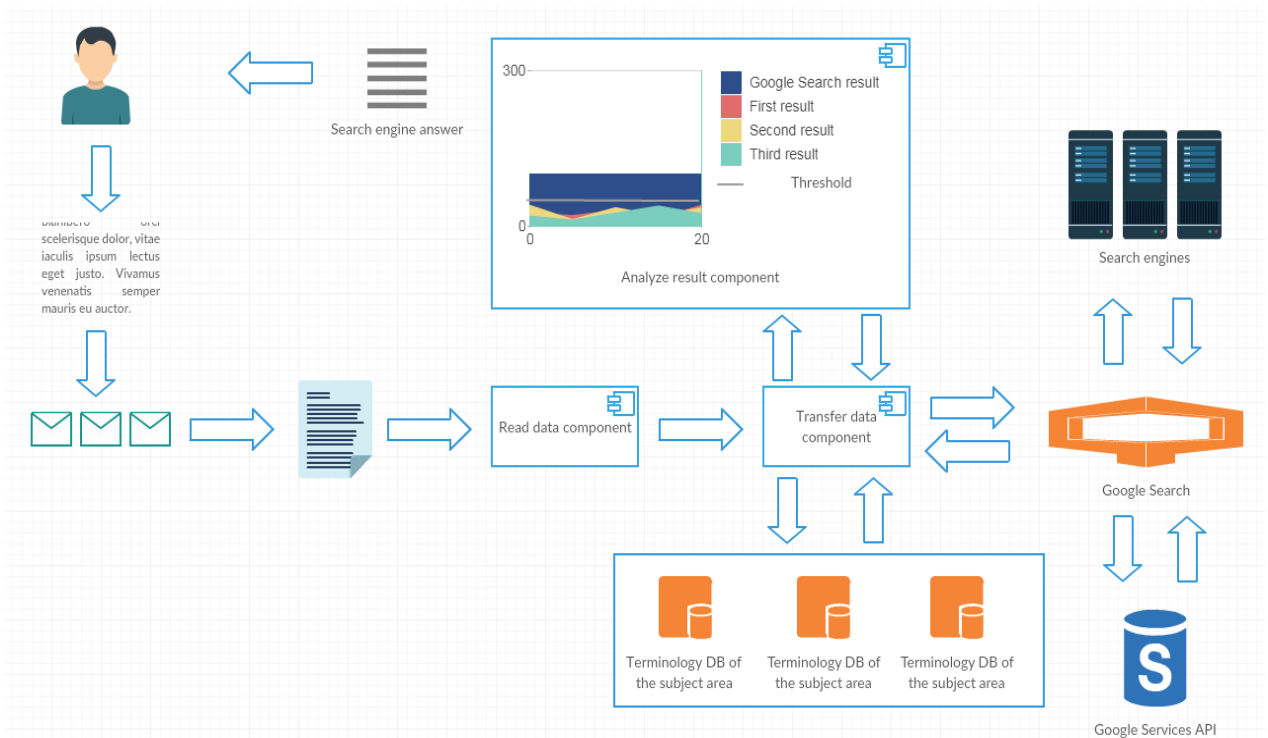 Search engine answer
300
0
0
20
Google Search result
First result
Second result
Third result
Threshold
Analyze result component
Search engines
scelerisque dolor, vitae
iaculis ipsum lectus
eget justo. Vivamus
venenatis semper
mauris eu auctor.
Read data component
Transfer data
component
Google Search
Terminology DB of
the subject area
Terminology DB of
the subject area
Terminology DB of
the subject area
S
Google Services API